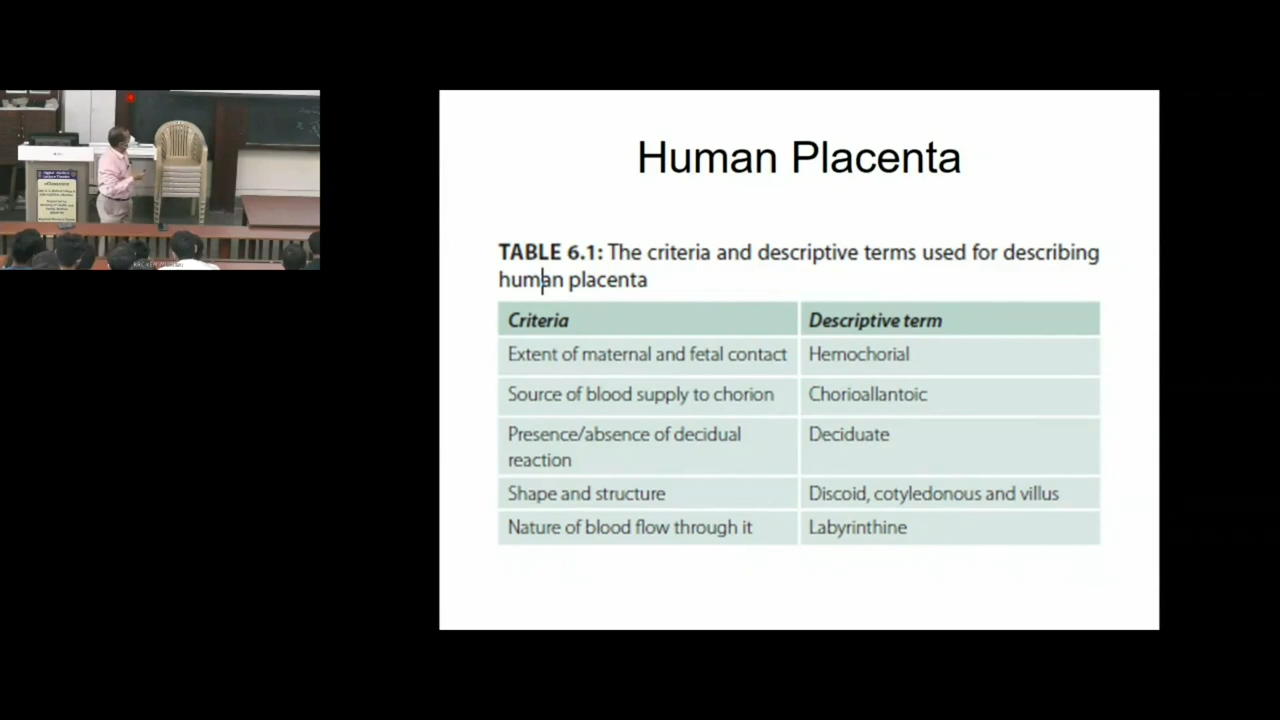 Human Placenta
TABLE 6.1: The criteria and descriptive terms used for describing
human placenta
Criteria
Descriptive term
Extent of maternal and fetal contact
Hemochorial
Source of blood supply to chorion
Chorioallantoic
Presence/absence of decidual
reaction
Deciduate
Shape and structure
Discoid, cotyledonous and villus
Nature of blood flow through it
Labyrinthine